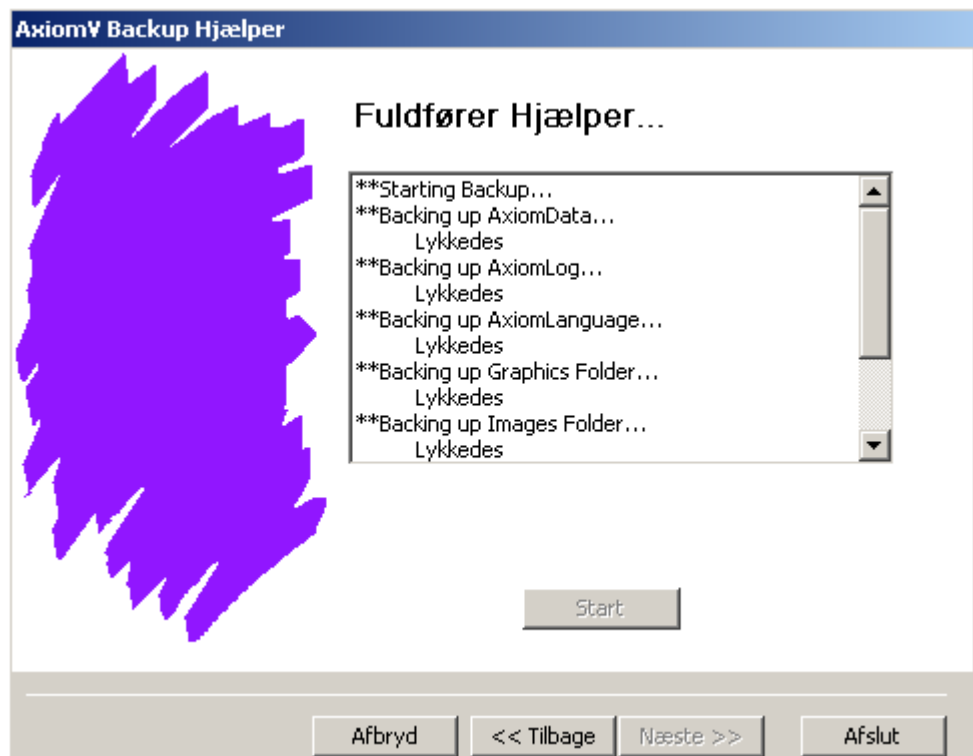 AxiomV Backup Hjælper
Fuldfører Hjælper...
**Starting Backup...
**Backing up AxiomData...
Lykkedes
**Backing up AxiomLog...
Lykkedes
**Backing up AxiomLanguage...
Lykkedes
**Backing up Graphics Folder...
Lykkedes
**Backing up Images Folder...
Lykkedes
Start
Afbryd
<< Tilbage
Næste >>
Afslut